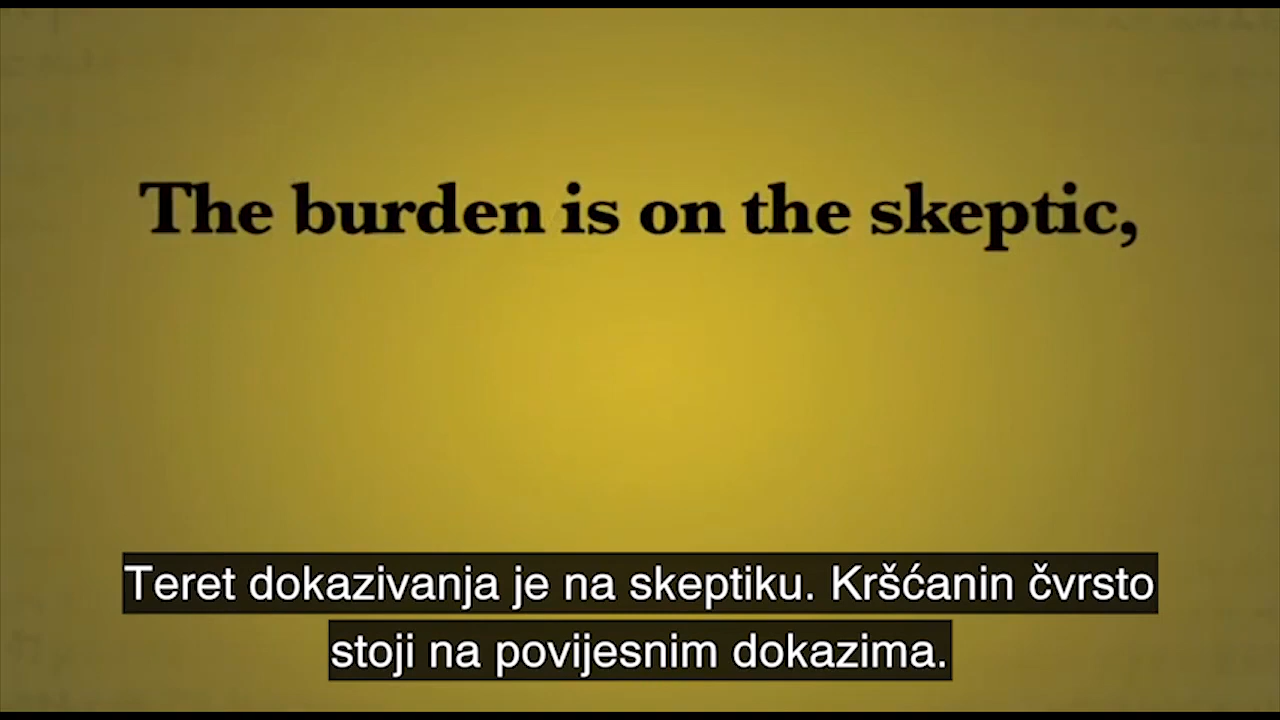 The burden is on the skeptic,
Teret dokazivanja je na skeptiku. Kršćanin čvrsto
stoji na povijesnim dokazima.